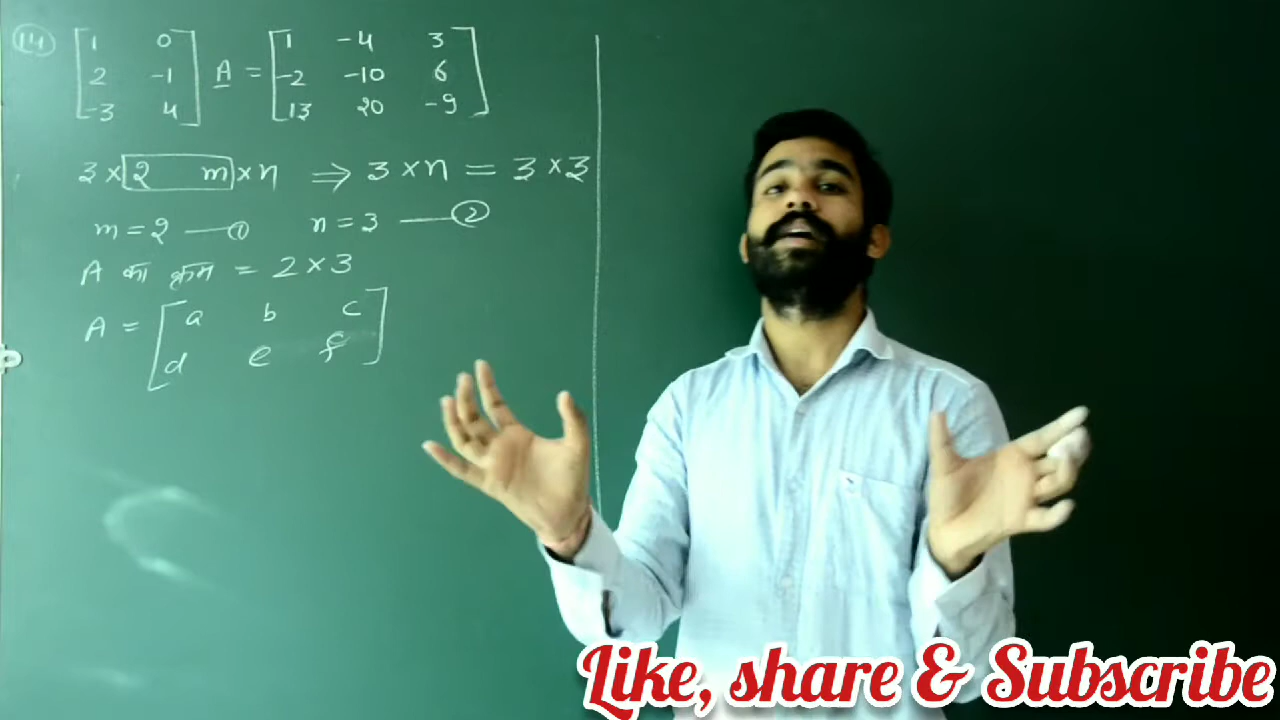 14 [1 0 2 -1 -3 4] A = [1 -4 3 -2 -10 6 13 20 -9]
3×2 m×n ⇒ 3×n = 3×3
m=2 —① n=3 —②
A का क्रम = 2×3
A = [a b c d e f]
Like, share & Subscribe